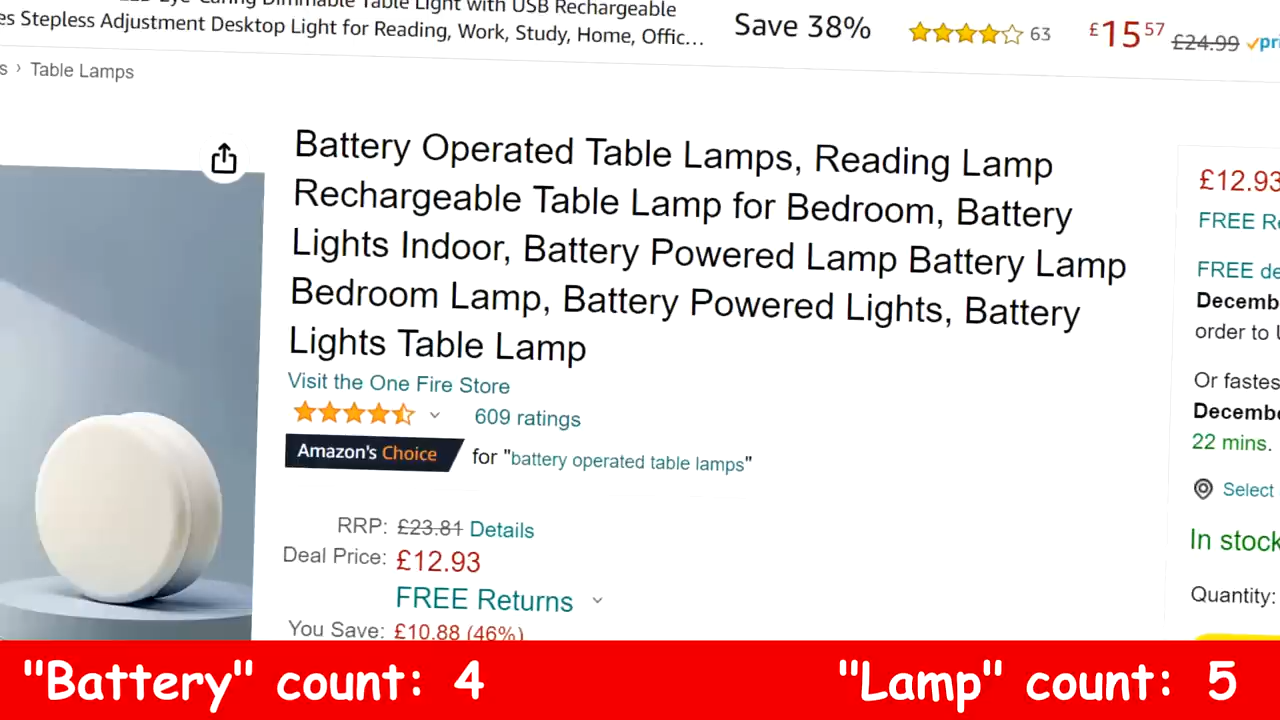 Dimmable Table Light with USB Rechargeable
Stepless Adjustment Desktop Light for Reading, Work, Study, Home, Offic...
Save 38%
63
£15.57
£24.99
Table Lamps
Battery Operated Table Lamps, Reading Lamp
Rechargeable Table Lamp for Bedroom, Battery
Lights Indoor, Battery Powered Lamp Battery Lamp
Bedroom Lamp, Battery Powered Lights, Battery
Lights Table Lamp
Visit the One Fire Store
609 ratings
Amazon's Choice
for "battery operated table lamps"
RRP: £23.81 Details
Deal Price: £12.93
FREE Returns
You Save: £10.88 (46%)
£12.93
FREE
FREE
order to
Or
22 mins.
Select
In stock
Quantity:
"Battery" count: 4
"Lamp" count: 5